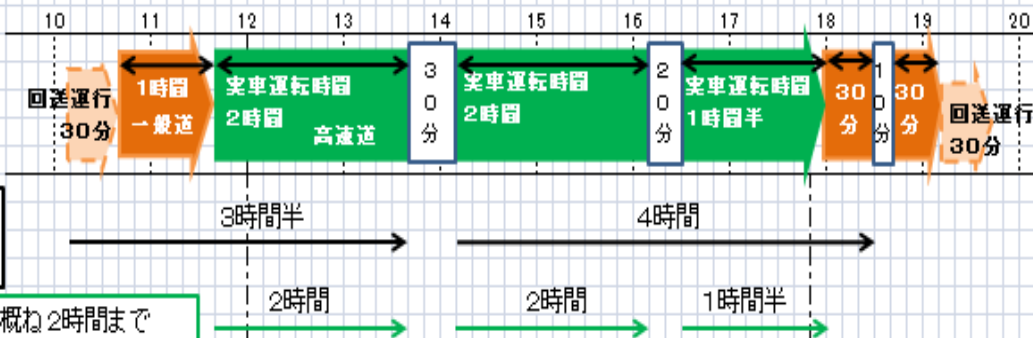 10 11 12 13 14 15 16 17 18 19 20
回送運行
30分
1時間
一般道
実車運転時間
2時間
高速道
30分
実車運転時間
2時間
20分
実車運転時間
1時間半
30
分
10分
30
分
回送運行
30分
3時間半
4時間
概ね2時間まで
2時間
2時間
1時間半